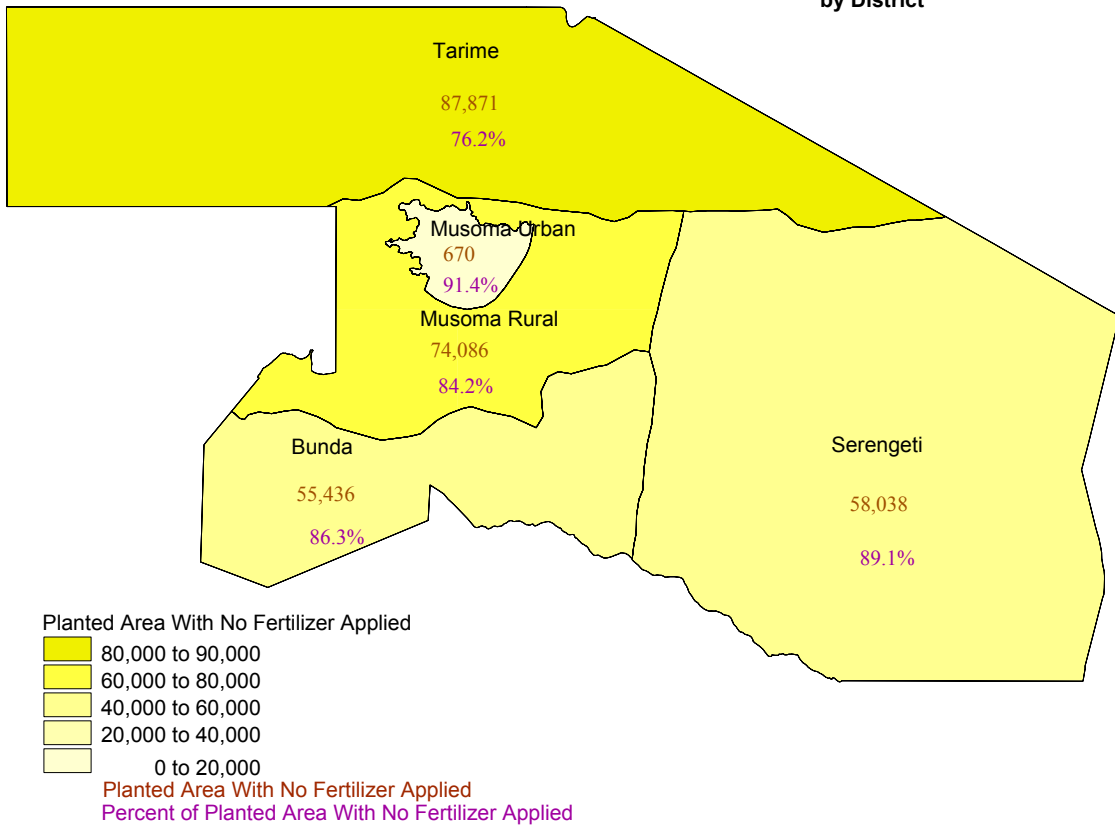 by District
Tarime
87,871
76.2%
Musoma Urban
670
91.4%
Musoma Rural
74,086
84.2%
Bunda
55,436
86.3%
Serengeti
58,038
89.1%
Planted Area With No Fertilizer Applied
80,000 to 90,000
60,000 to 80,000
40,000 to 60,000
20,000 to 40,000
0 to 20,000
Planted Area With No Fertilizer Applied
Percent of Planted Area With No Fertilizer Applied